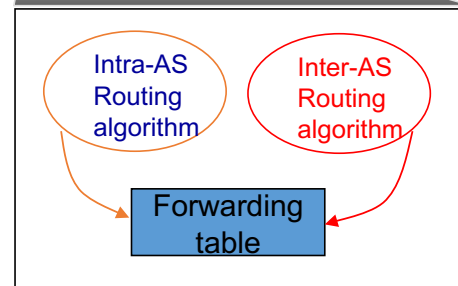 Intra-AS
Routing
algorithm
Inter-AS
Routing
algorithm
Forwarding
table